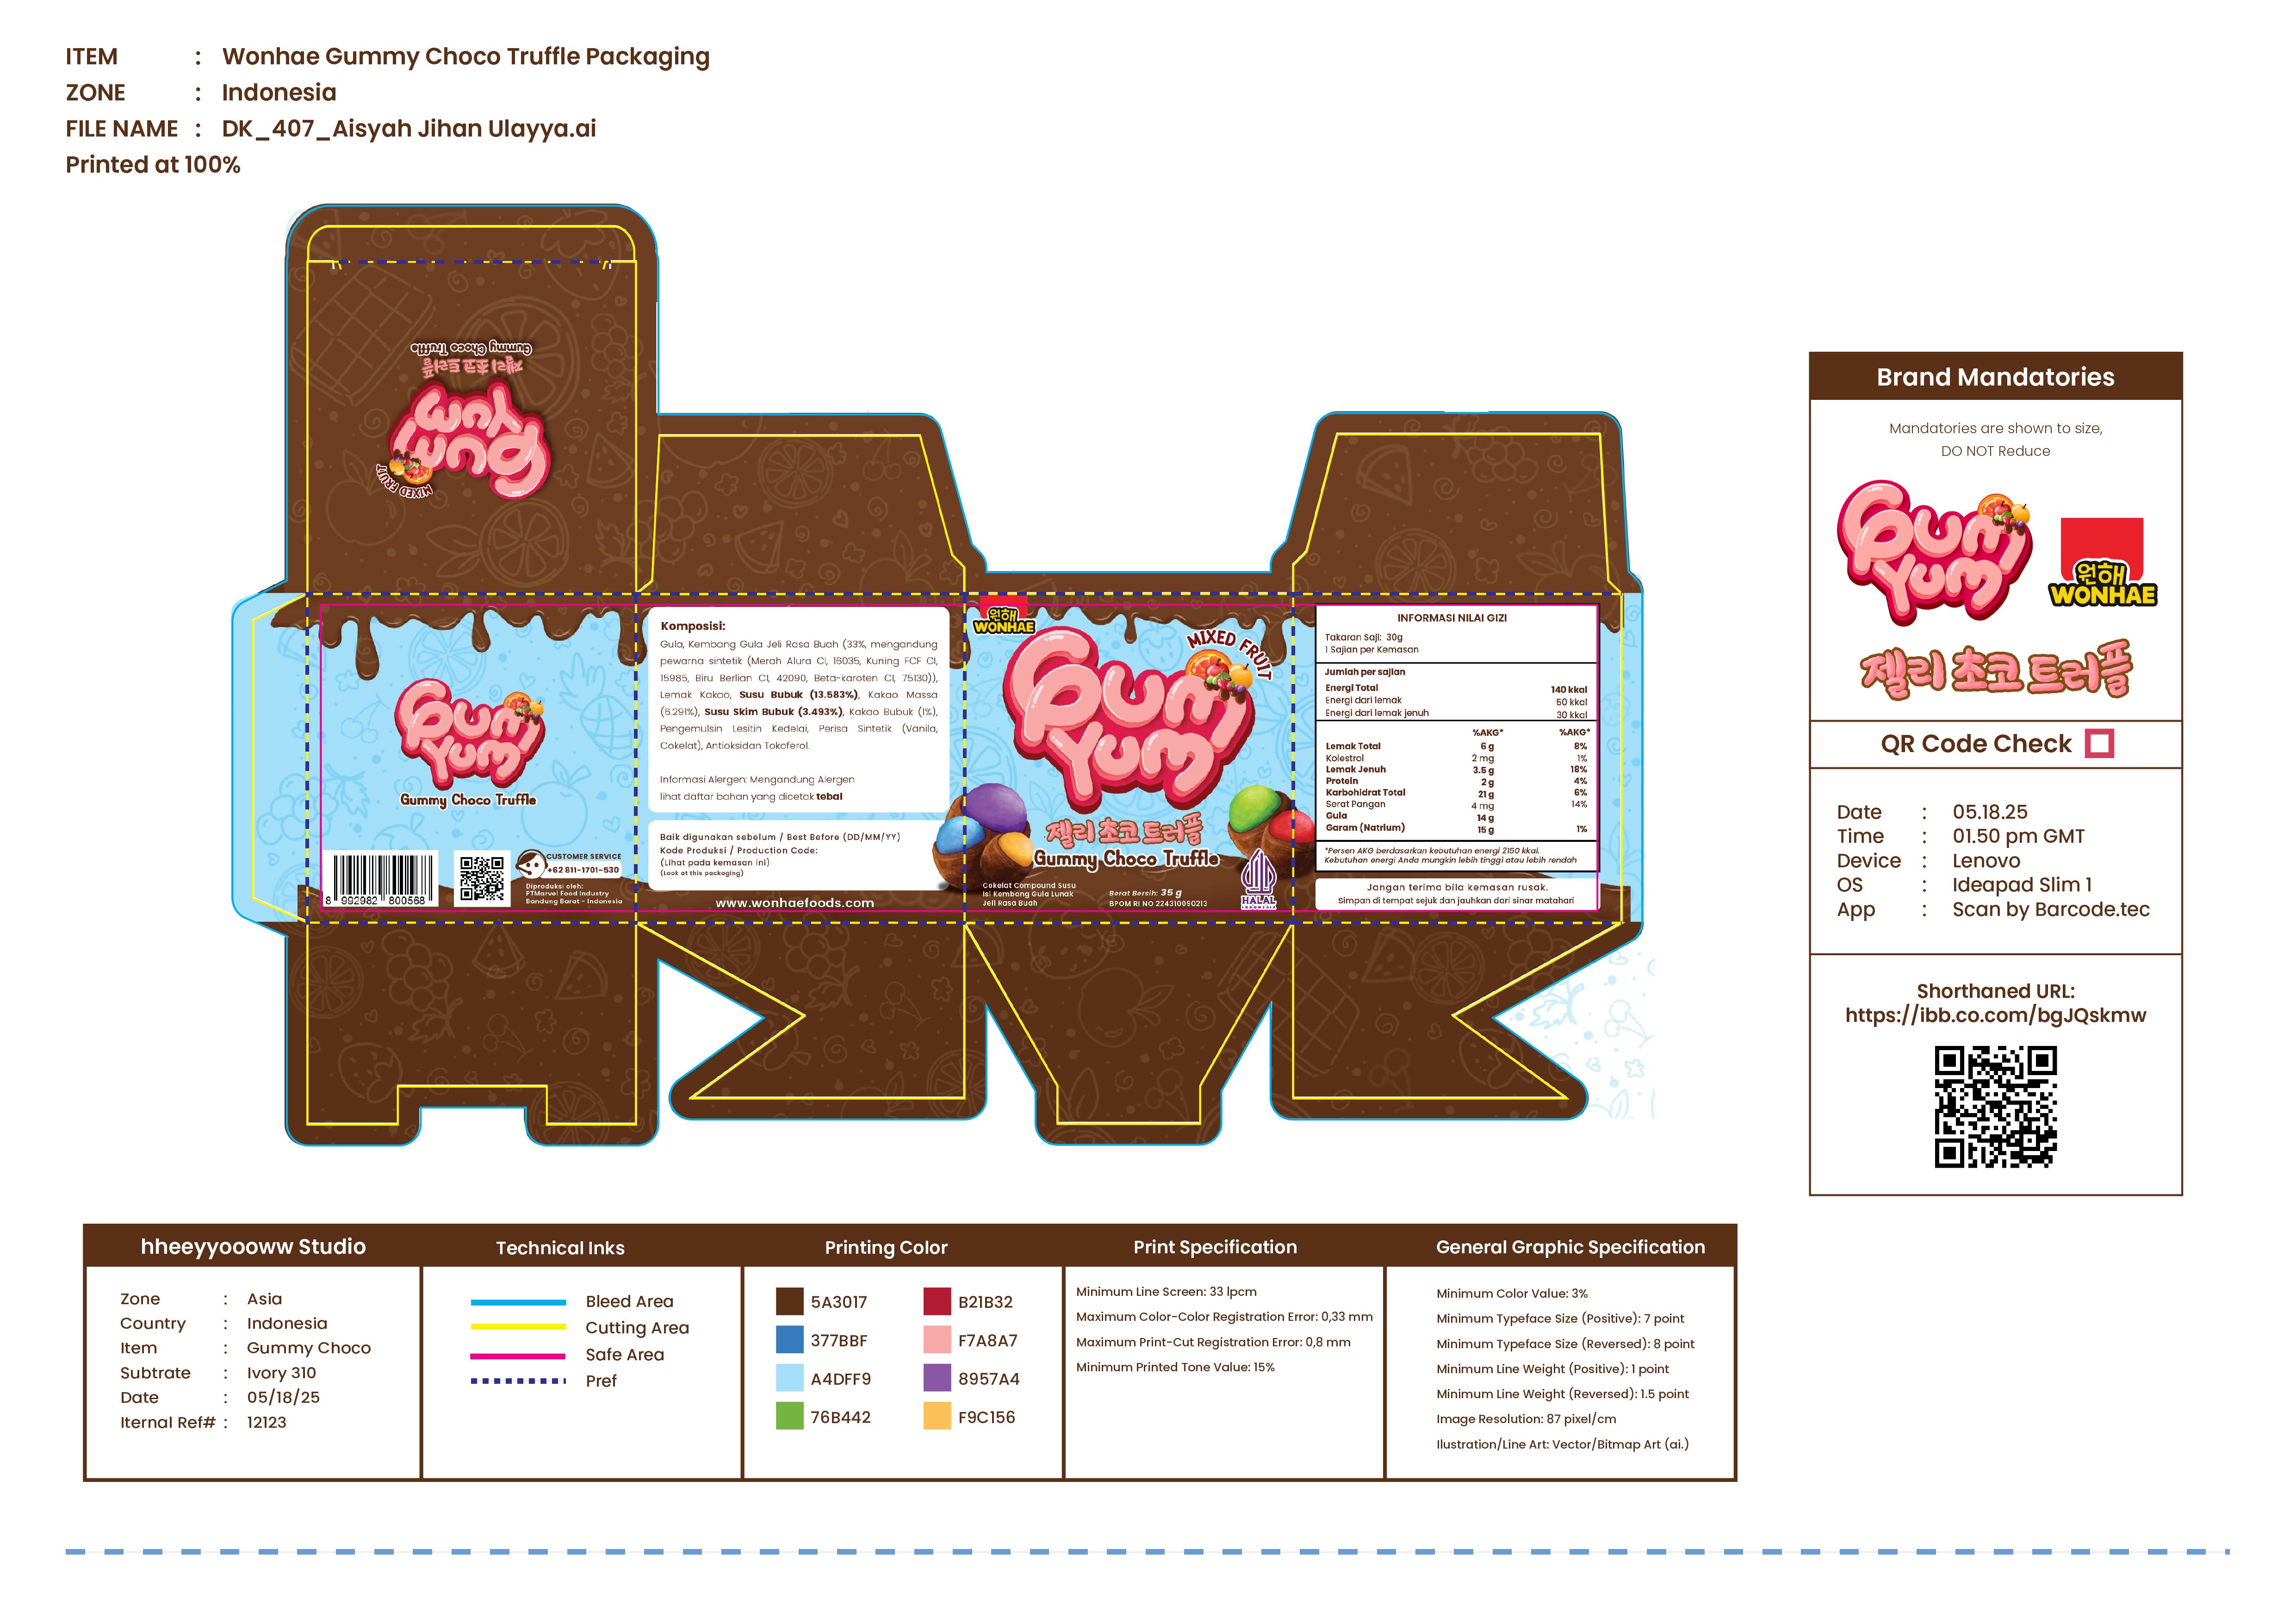 ITEM : Wonhae Gummy Choco Truffle Packaging
ZONE : Indonesia
FILE NAME : DK_407_Aisyah Jihan Ulayya.ai
Printed at 100%
Gummy Choco Truffle
젤리 초코 트러플
Gum
Yum
MIXED FRUIT
Gum
Yum
Gummy Choco Truffle
8 992982 800568
CUSTOMER SERVICE
+62 811-1701-530
Diproduksi oleh:
PTMarvel Food Industry
Bandung Barat - Indonesia
Komposisi:
Gula, Kembang Gula Jeli Rasa Buah (33%, mengandung
pewarna sintetik (Merah Alura CI, 16035, Kuning FCF CI,
15985, Biru Berlian CI, 42090, Beta-karoten CI, 75130)),
Lemak Kakao, Susu Bubuk (13.583%), Kakao Massa
(6.291%), Susu Skim Bubuk (3.493%), Kakao Bubuk (1%),
Pengemulsin Lesitin Kedelai, Perisa Sintetik (Vanila,
Cokelat), Antioksidan Tokoferol.
Informasi Alergen: Mengandung Alergen
lihat daftar bahan yang dicetak tebal
Baik digunakan sebelum / Best Before (DD/MM/YY)
Kode Produksi / Production Code:
(Lihat pada kemasan ini)
(Look at this packaging)
www.wonhaefoods.com
원해
WONHAE
MIXED FRUIT
Gum
Yum
젤리 초코 트러플
Gummy Choco Truffle
Cokelat Compound Susu
Isi Kembang Gula Lunak
Jeli Rasa Buah
Berat Bersih: 35 g
BPOM RI NO 224310090213
HALAL
INDONESIA
INFORMASI NILAI GIZI
Takaran Saji: 30g
1 Sajian per Kemasan
Jumlah per sajian
Energi Total 140 kkal
Energi dari lemak 50 kkal
Energi dari lemak jenuh 30 kkal
%AKG* %AKG*
Lemak Total 6 g 8%
Kolestrol 2 mg 1%
Lemak Jenuh 3.5 g 18%
Protein 2 g 4%
Karbohidrat Total 21 g 6%
Serat Pangan 4 mg 14%
Gula 14 g
Garam (Natrium) 15 g 1%
*Persen AKG berdasarkan kebutuhan energi 2150 kkal.
Kebutuhan energi Anda mungkin lebih tinggi atau lebih rendah
Jangan terima bila kemasan rusak.
Simpan di tempat sejuk dan jauhkan dari sinar matahari
Brand Mandatories
Mandatories are shown to size,
DO NOT Reduce
Gum
Yum
원해
WONHAE
젤리 초코 트러플
QR Code Check
Date : 05.18.25
Time : 01.50 pm GMT
Device : Lenovo
OS : Ideapad Slim 1
App : Scan by Barcode.tec
Shorthaned URL:
https://ibb.co.com/bgJQskmw
hheeyyoooww Studio
Zone : Asia
Country : Indonesia
Item : Gummy Choco
Subtrate : Ivory 310
Date : 05/18/25
Iternal Ref# : 12123
Technical Inks
Bleed Area
Cutting Area
Safe Area
Pref
Printing Color
5A3017 B21B32
377BBF F7A8A7
A4DFF9 8957A4
76B442 F9C156
Print Specification
Minimum Line Screen: 33 lpcm
Maximum Color-Color Registration Error: 0,33 mm
Maximum Print-Cut Registration Error: 0,8 mm
Minimum Printed Tone Value: 15%
General Graphic Specification
Minimum Color Value: 3%
Minimum Typeface Size (Positive): 7 point
Minimum Typeface Size (Reversed): 8 point
Minimum Line Weight (Positive): 1 point
Minimum Line Weight (Reversed): 1.5 point
Image Resolution: 87 pixel/cm
Ilustration/Line Art: Vector/Bitmap Art (ai.)